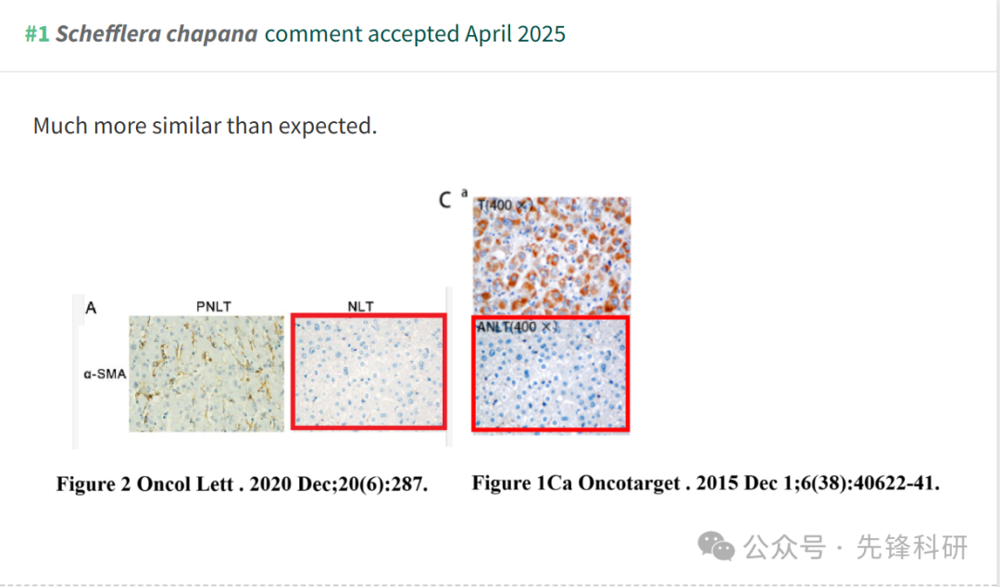 #1 Schefflera chapana comment accepted April 2025
Much more similar than expected.
C a
T(400 ×)
A PNLT NLT
ANLT(400 ×)
α-SMA
Figure 2 Oncol Lett . 2020 Dec;20(6):287.
Figure 1Ca Oncotarget . 2015 Dec 1;6(38):40622-41.
公众号 · 先锋科研